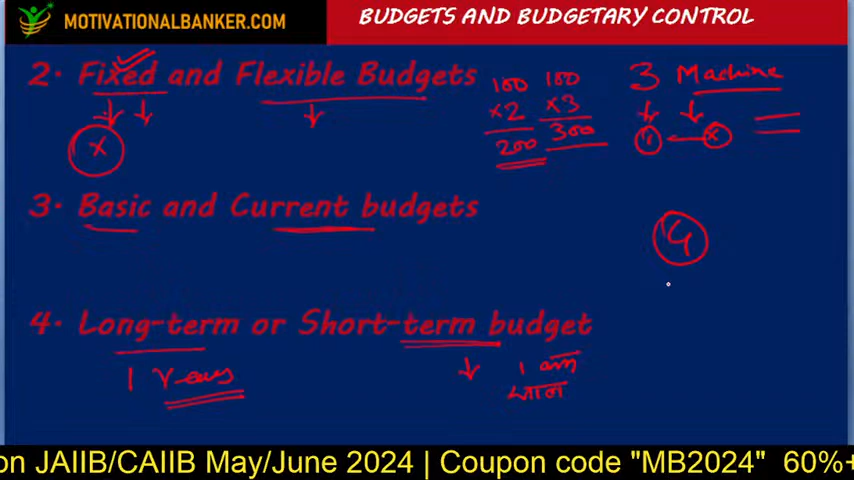 MOTIVATIONALBANKER.COM
BUDGETS AND BUDGETARY CONTROL
2. Fixed and Flexible Budgets
100 100
×2 ×3
200 300
3 Machine
x
3. Basic and Current budgets
4. Long-term or Short-term budget
1 Years
on JAIIB/CAIIB May/June 2024 | Coupon code "MB2024" 60%+